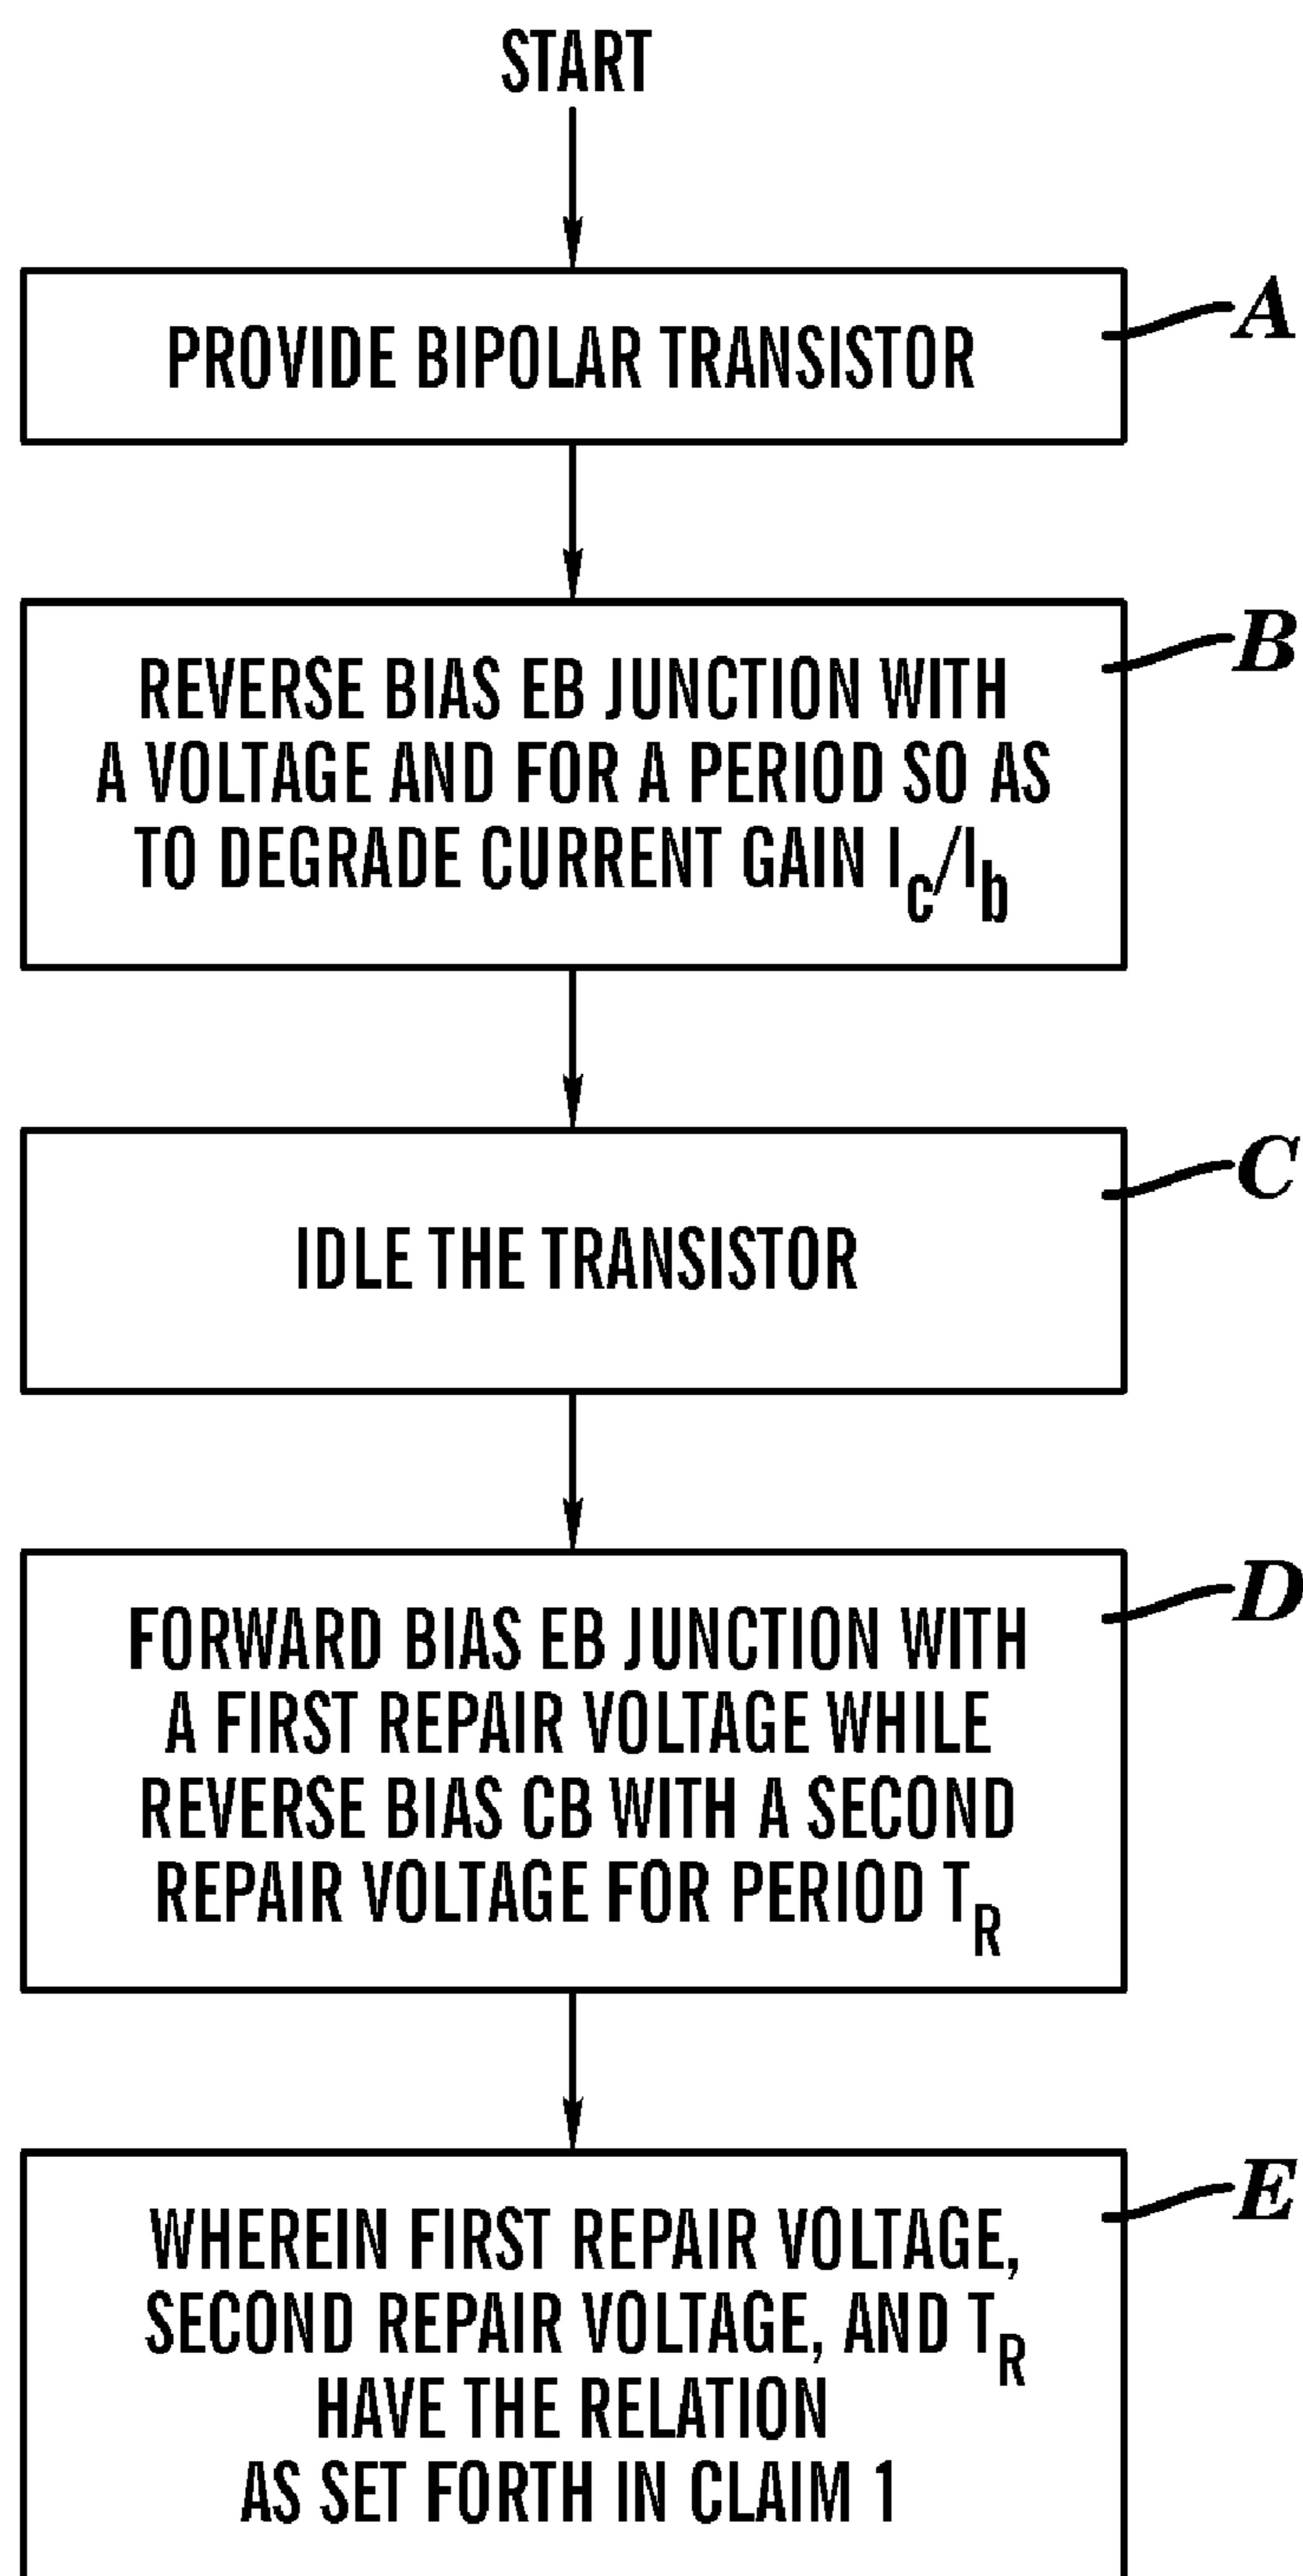 START
PROVIDE BIPOLAR TRANSISTOR
A
REVERSE BIAS EB JUNCTION WITH
A VOLTAGE AND FOR A PERIOD SO AS
TO DEGRADE CURRENT GAIN Ic/Ib
B
IDLE THE TRANSISTOR
C
FORWARD BIAS EB JUNCTION WITH
A FIRST REPAIR VOLTAGE WHILE
REVERSE BIAS CB WITH A SECOND
REPAIR VOLTAGE FOR PERIOD TR
D
WHEREIN FIRST REPAIR VOLTAGE,
SECOND REPAIR VOLTAGE, AND TR
HAVE THE RELATION
AS SET FORTH IN CLAIM 1
E